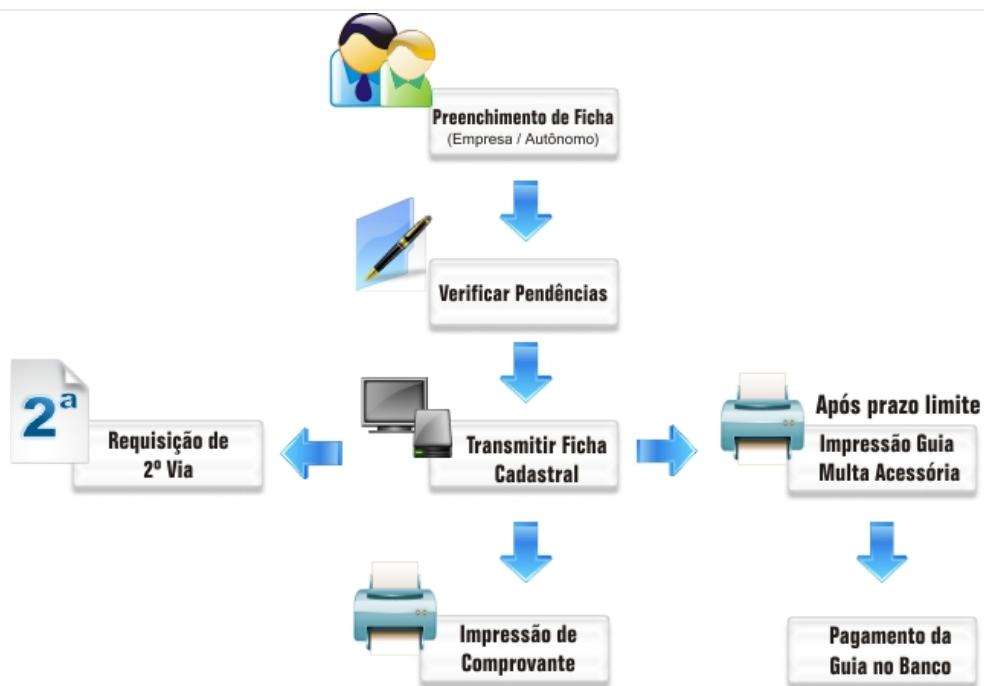 Preenchimento de Ficha
(Empresa / Autônomo)
Verificar Pendências
2ª
Requisição de
2º Via
Transmitir Ficha
Cadastral
Após prazo limite
Impressão Guia
Multa Acessória
Impressão de
Comprovante
Pagamento da
Guia no Banco